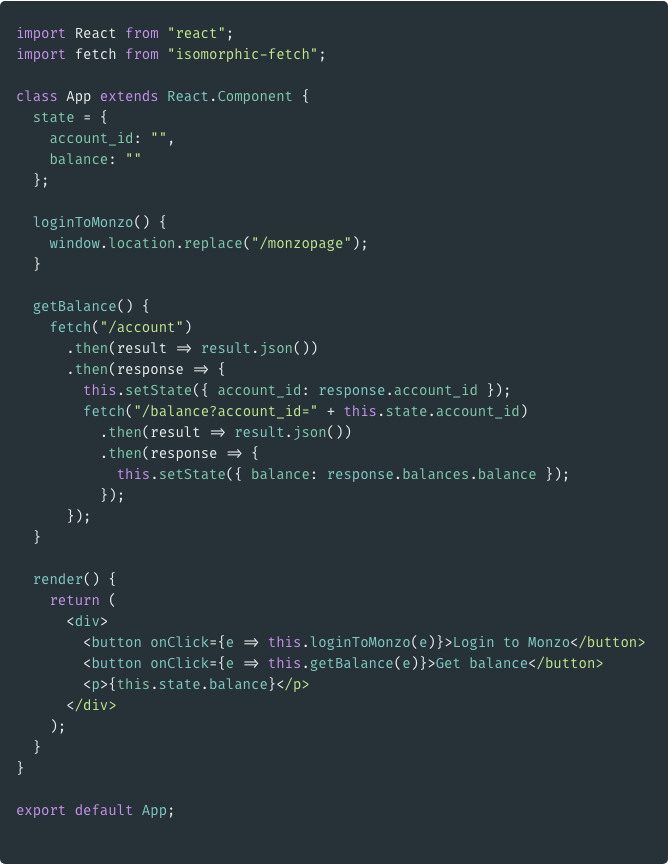 import React from "react";
import fetch from "isomorphic-fetch";

class App extends React.Component {
  state = {
    account_id: "",
    balance: ""
  };

  loginToMonzo() {
    window.location.replace("/monzopage");
  }

  getBalance() {
    fetch("/account")
      .then(result => result.json())
      .then(response => {
        this.setState({ account_id: response.account_id });
        fetch("/balance?account_id=" + this.state.account_id)
          .then(result => result.json())
          .then(response => {
            this.setState({ balance: response.balances.balance });
          });
      });
  }

  render() {
    return (
      <div>
        <button onClick={e => this.loginToMonzo(e)}>Login to Monzo</button>
        <button onClick={e => this.getBalance(e)}>Get balance</button>
        <p>{this.state.balance}</p>
      </div>
    );
  }
}

export default App;